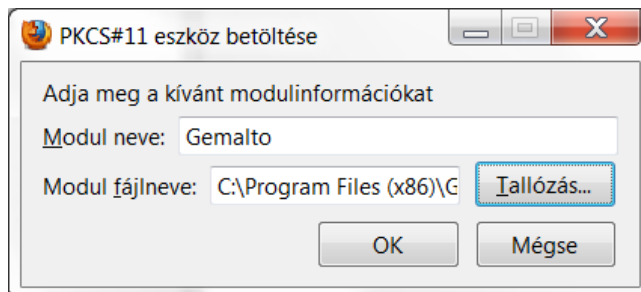 PKCS#11 eszköz betöltése
Adja meg a kívánt modulinformációkat
Modul neve: Gemalto
Modul fájlneve: C:\Program Files (x86)\G Tallózás...
OK Mégse